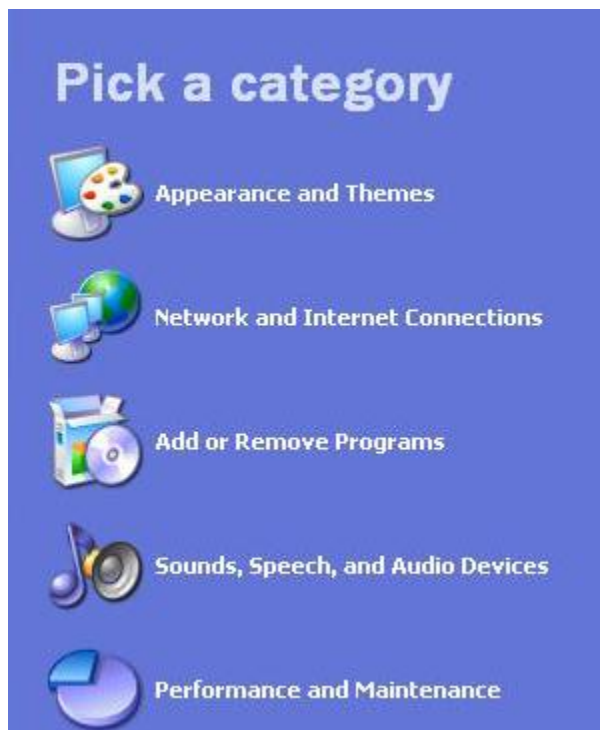 Pick a category
Appearance and Themes
Network and Internet Connections
Add or Remove Programs
Sounds, Speech, and Audio Devices
Performance and Maintenance